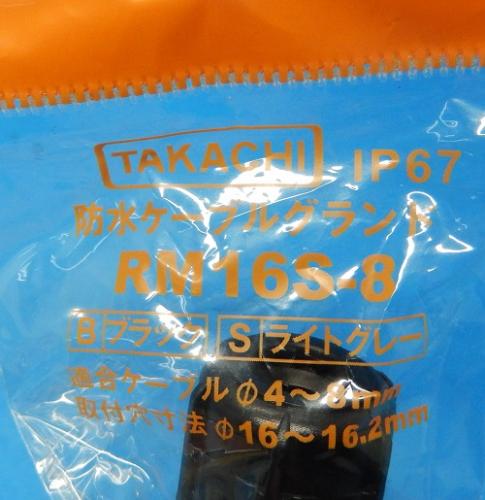 TAKACHI IP67
防水ケーブルグランド
RM16S-8
B ブラック S ライトグレー
適合ケーブル φ4～8mm
取付穴寸法 φ16～16.2mm